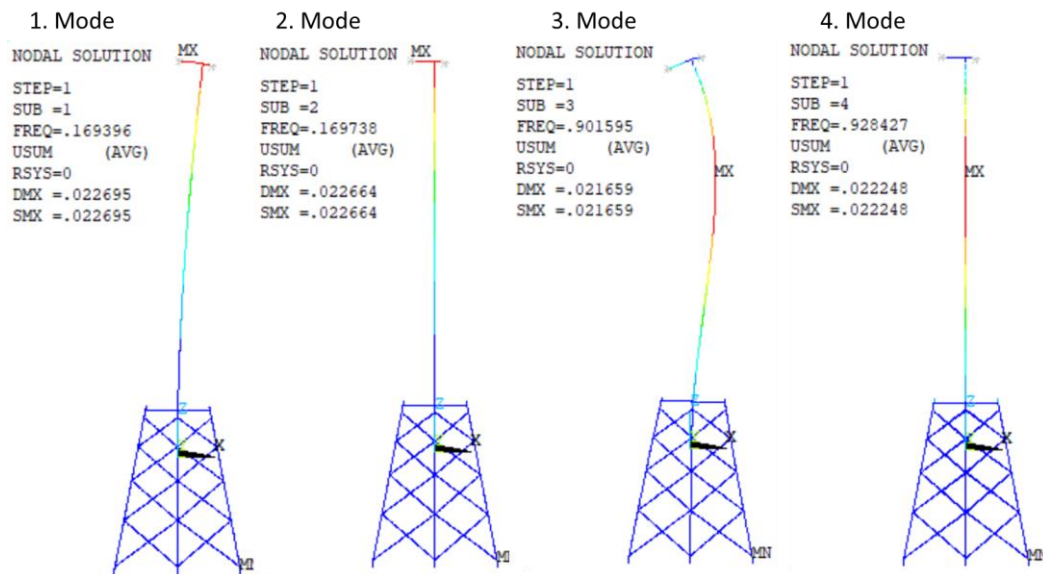 1. Mode
NODAL SOLUTION
STEP=1
SUB =1
FREQ=.169396
USUM (AVG)
RSYS=0
DMX =.022695
SMX =.022695
MX
Z
X
MN
2. Mode
NODAL SOLUTION
STEP=1
SUB =2
FREQ=.169738
USUM (AVG)
RSYS=0
DMX =.022664
SMX =.022664
MX
Z
X
MN
3. Mode
NODAL SOLUTION
STEP=1
SUB =3
FREQ=.901595
USUM (AVG)
RSYS=0
DMX =.021659
SMX =.021659
MX
Z
X
MN
4. Mode
NODAL SOLUTION
STEP=1
SUB =4
FREQ=.928427
USUM (AVG)
RSYS=0
DMX =.022248
SMX =.022248
MX
Z
X
MN